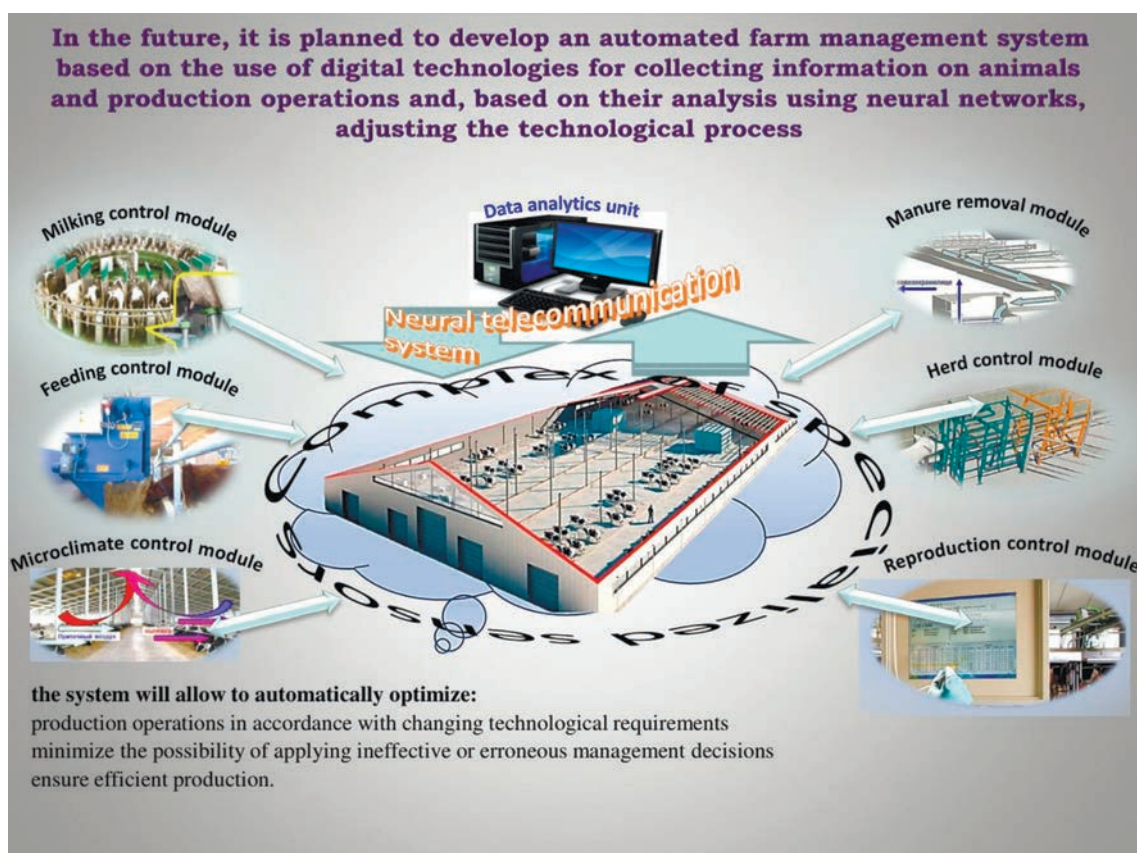 In the future, it is planned to develop an automated farm management system
based on the use of digital technologies for collecting information on animals
and production operations and, based on their analysis using neural networks,
adjusting the technological process
Data analytics unit
Milking control module
Manure removal module
Neural telecommunication
system
Feeding control module
Herd control module
Complex of specialized sensors
Microclimate control module
Reproduction control module
Приточный воздух
the system will allow to automatically optimize:
production operations in accordance with changing technological requirements
minimize the possibility of applying ineffective or erroneous management decisions
ensure efficient production.